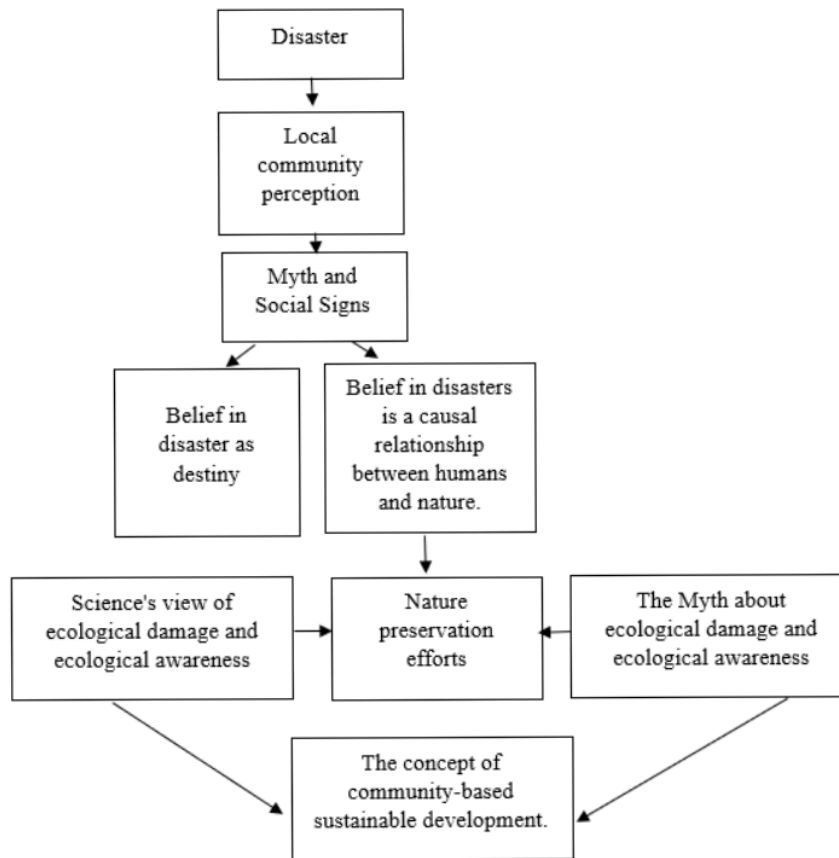 Disaster
Local
community
perception
Myth and
Social Signs
Belief in
disaster as
destiny
Belief in disasters
is a causal
relationship
between humans
and nature.
Science's view of
ecological damage and
ecological awareness
Nature
preservation
efforts
The Myth about
ecological damage and
ecological awareness
The concept of
community-based
sustainable development.